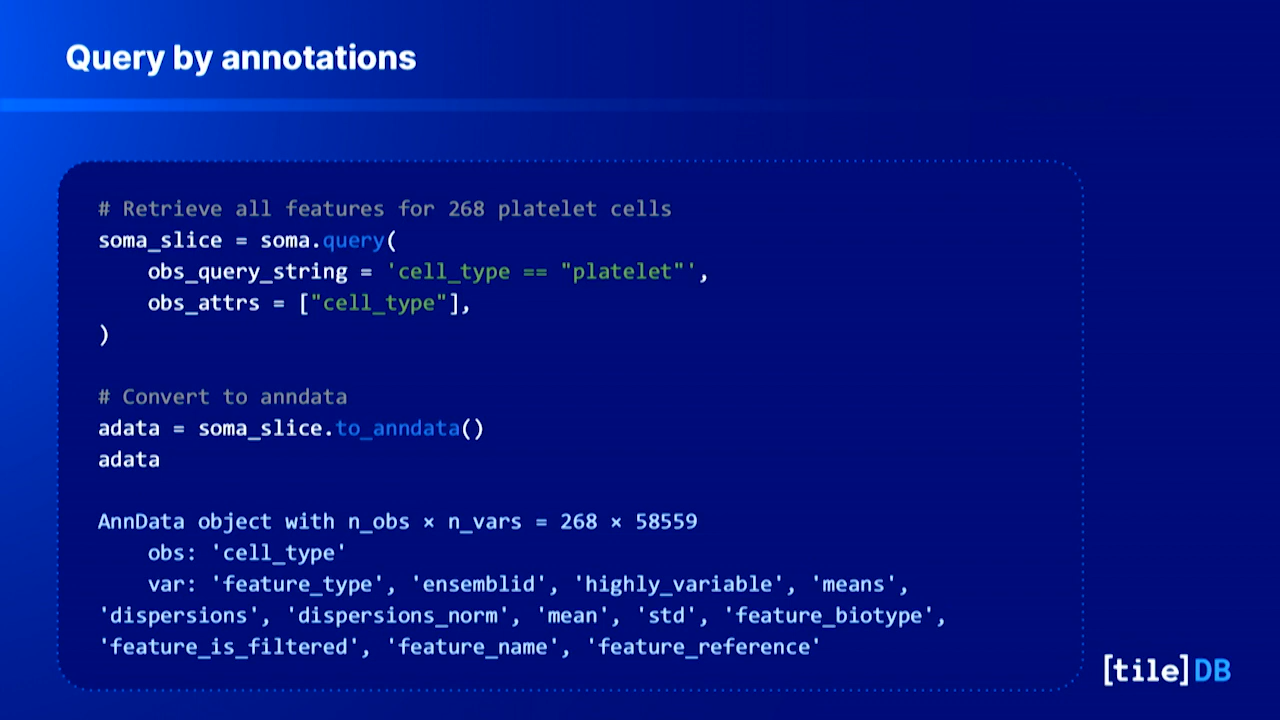 Query by annotations
# Retrieve all features for 268 platelet cells
soma_slice = soma.query(
    obs_query_string = 'cell_type == "platelet"',
    obs_attrs = ["cell_type"],
)
# Convert to anndata
adata = soma_slice.to_anndata()
adata
AnnData object with n_obs × n_vars = 268 × 58559
    obs: 'cell_type'
    var: 'feature_type', 'ensemblid', 'highly_variable', 'means',
'dispersions', 'dispersions_norm', 'mean', 'std', 'feature_biotype',
'feature_is_filtered', 'feature_name', 'feature_reference'
[tile]DB